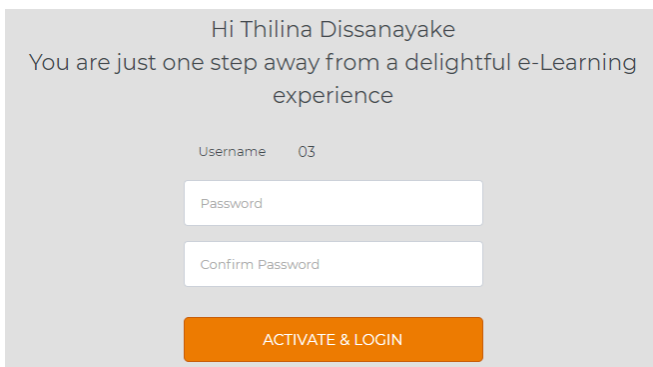 Hi Thilina Dissanayake
You are just one step away from a delightful e-Learning
experience
Username 03
Password
Confirm Password
ACTIVATE & LOGIN